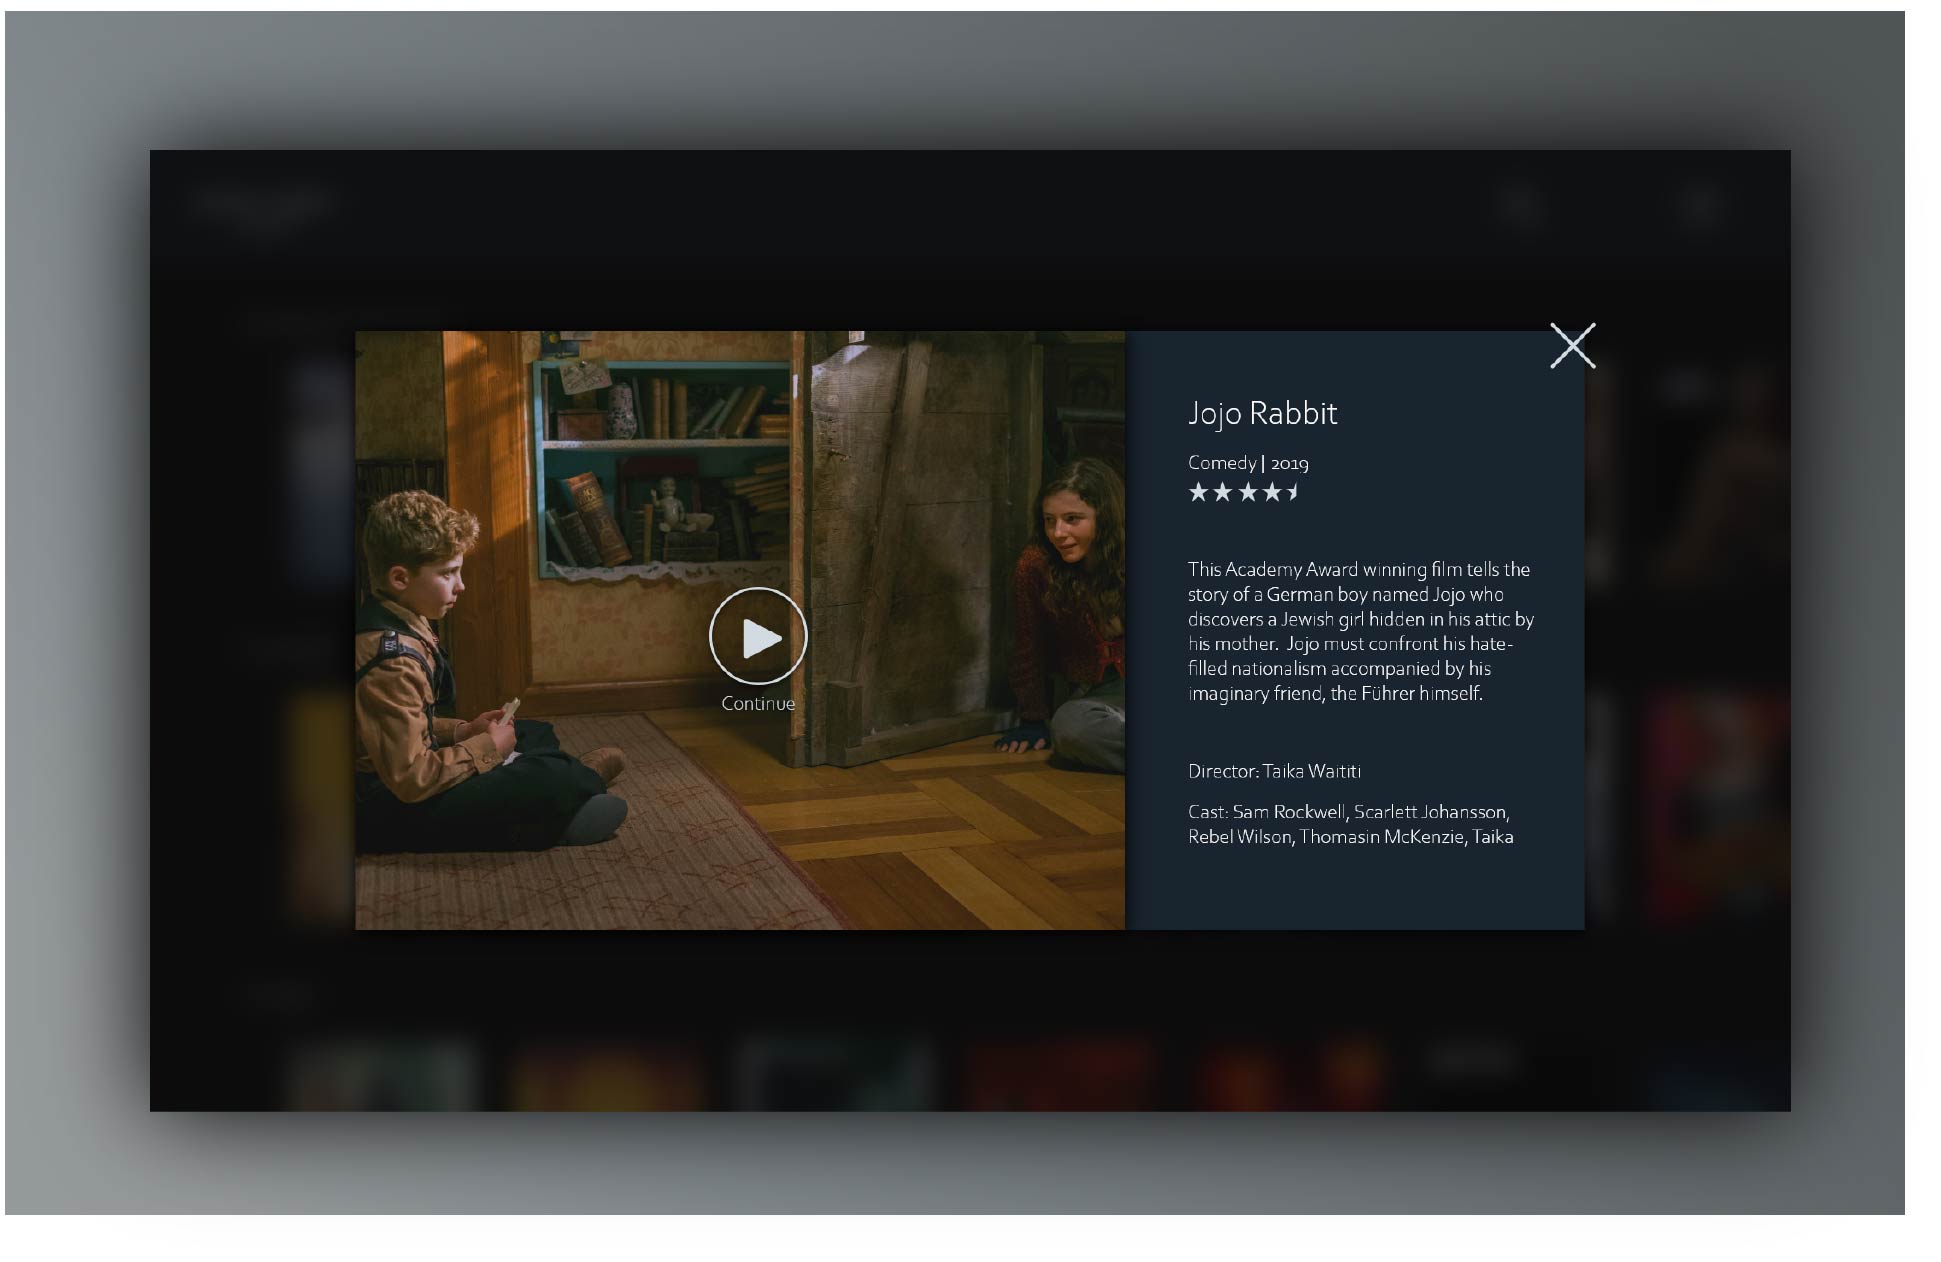 Jojo Rabbit
Comedy | 2019
This Academy Award winning film tells the
story of a German boy named Jojo who
discovers a Jewish girl hidden in his attic by
his mother.  Jojo must confront his hate-
filled nationalism accompanied by his
imaginary friend, the Führer himself.
Continue
Director: Taika Waititi
Cast: Sam Rockwell, Scarlett Johansson,
Rebel Wilson, Thomasin McKenzie, Taika